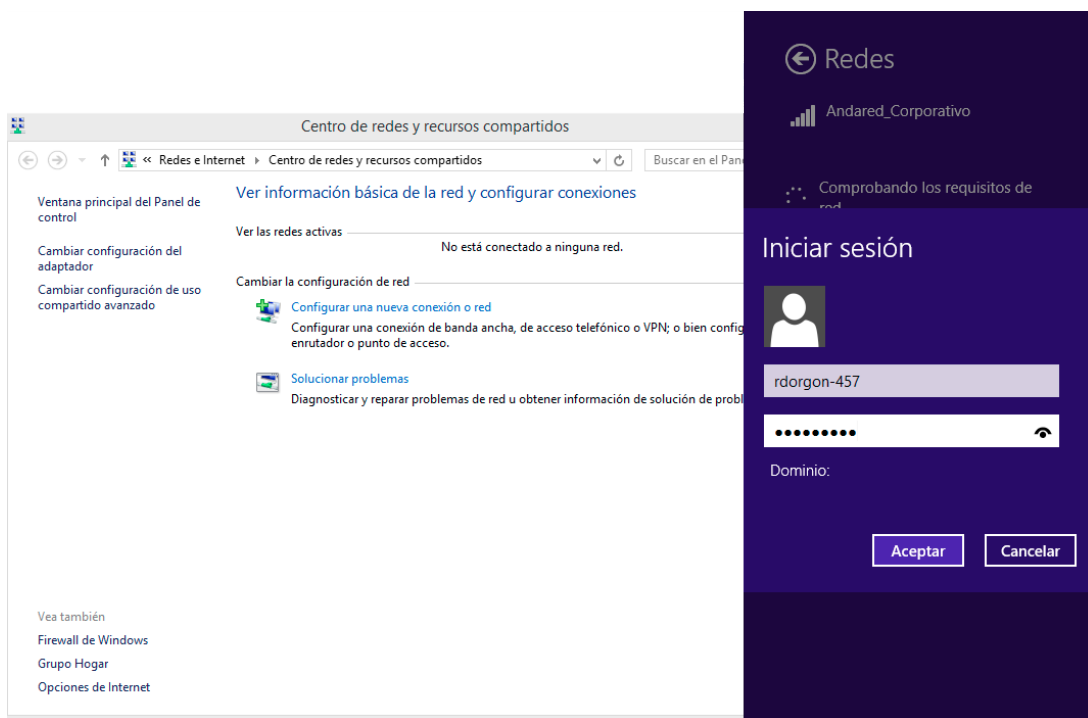 Centro de redes y recursos compartidos
« Redes e Internet ▸ Centro de redes y recursos compartidos
Buscar en el Pan
Ventana principal del Panel de
control
Cambiar configuración del
adaptador
Cambiar configuración de uso
compartido avanzado
Ver información básica de la red y configurar conexiones
Ver las redes activas
No está conectado a ninguna red.
Cambiar la configuración de red
Configurar una nueva conexión o red
Configurar una conexión de banda ancha, de acceso telefónico o VPN; o bien config
enrutador o punto de acceso.
Solucionar problemas
Diagnosticar y reparar problemas de red u obtener información de solución de probl
Vea también
Firewall de Windows
Grupo Hogar
Opciones de Internet
Redes
Andared_Corporativo
Comprobando los requisitos de
red
Iniciar sesión
rdorgon-457
•••••••••
Dominio:
Aceptar
Cancelar